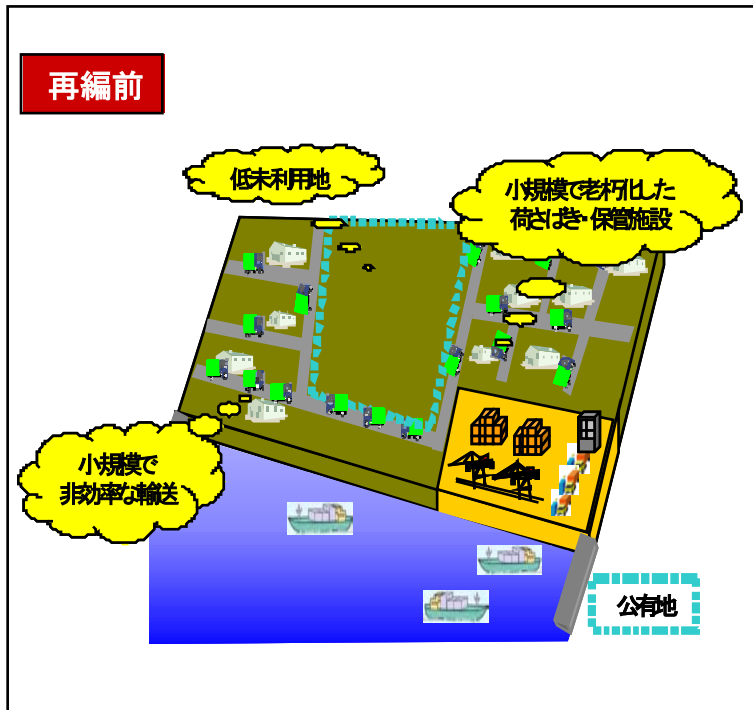 再編前
低未利用地
小規模で老朽化した
荷さばき・保管施設
小規模で
非効率な輸送
公有地